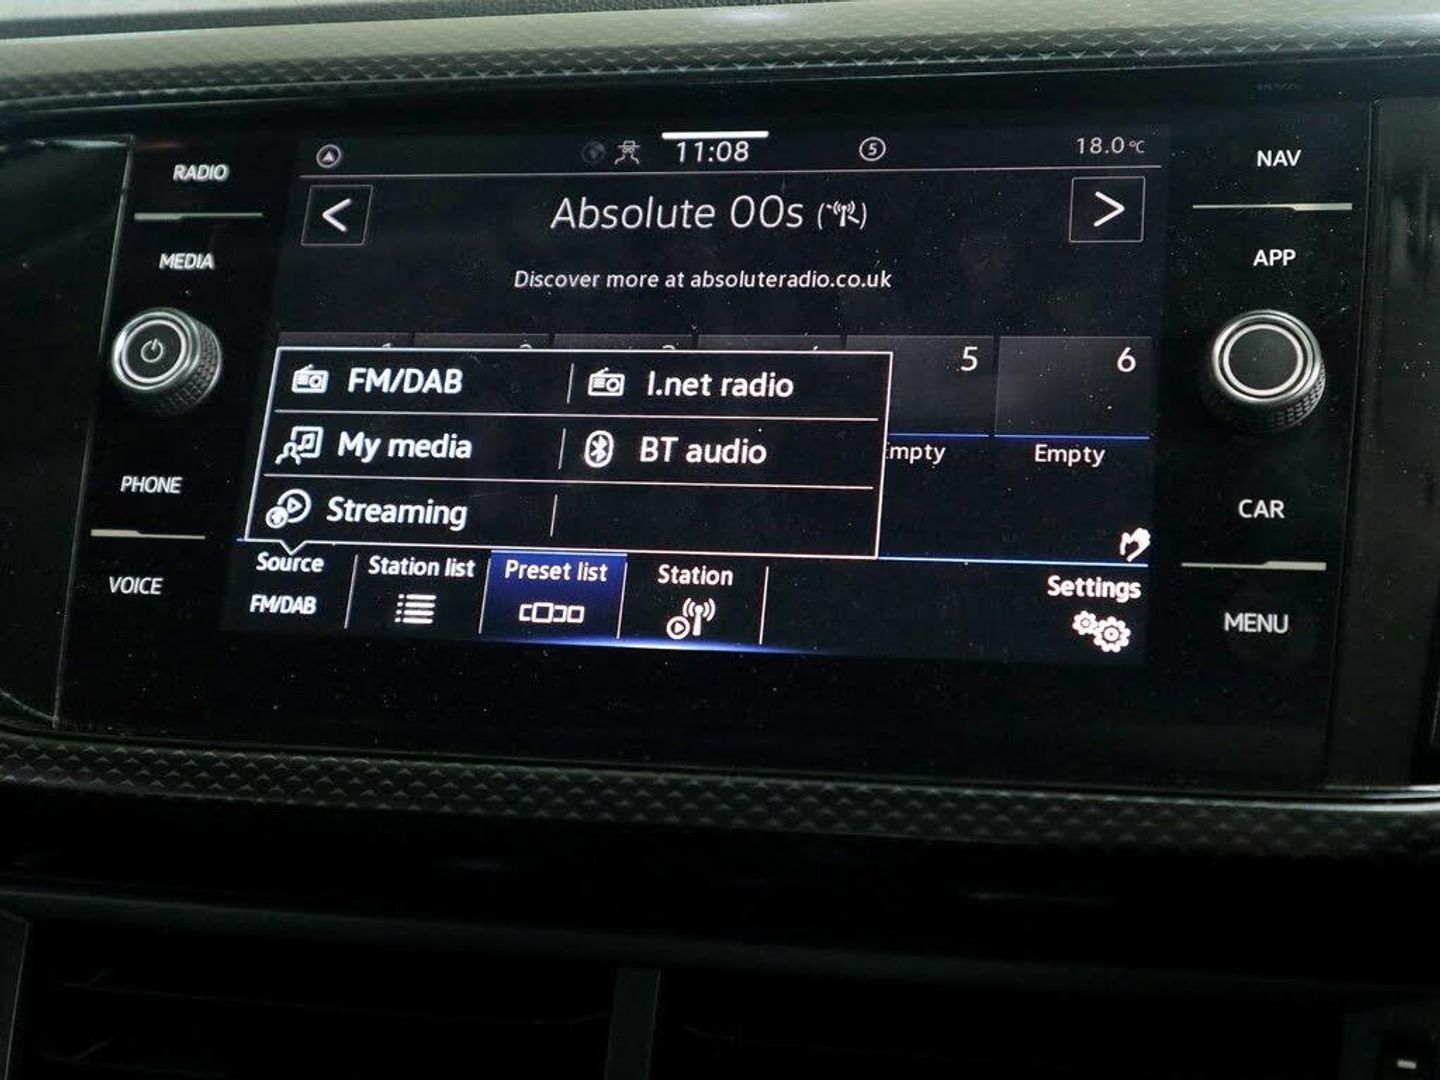 RADIO
MEDIA
PHONE
VOICE
11:08
5
18.0 °C
<
Absolute 00s
>
Discover more at absoluteradio.co.uk
5
6
FM/DAB
I.net radio
My media
BT audio
Streaming
mpty
Empty
Source
FM/DAB
Station list
Preset list
Station
Settings
NAV
APP
CAR
MENU